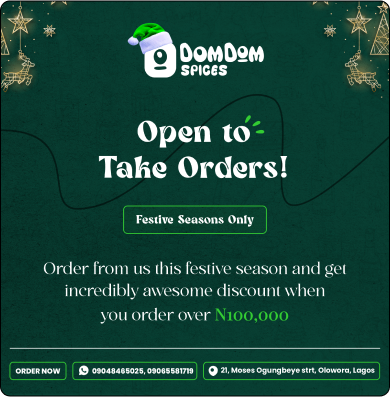 DOMDOM
SPICES
Open to
Take Orders!
Festive Seasons Only
Order from us this festive season and get
incredibly awesome discount when
you order over N100,000
ORDER NOW
09048465025, 09065581719
21, Moses Ogungbeye strt, Olowora, Lagos